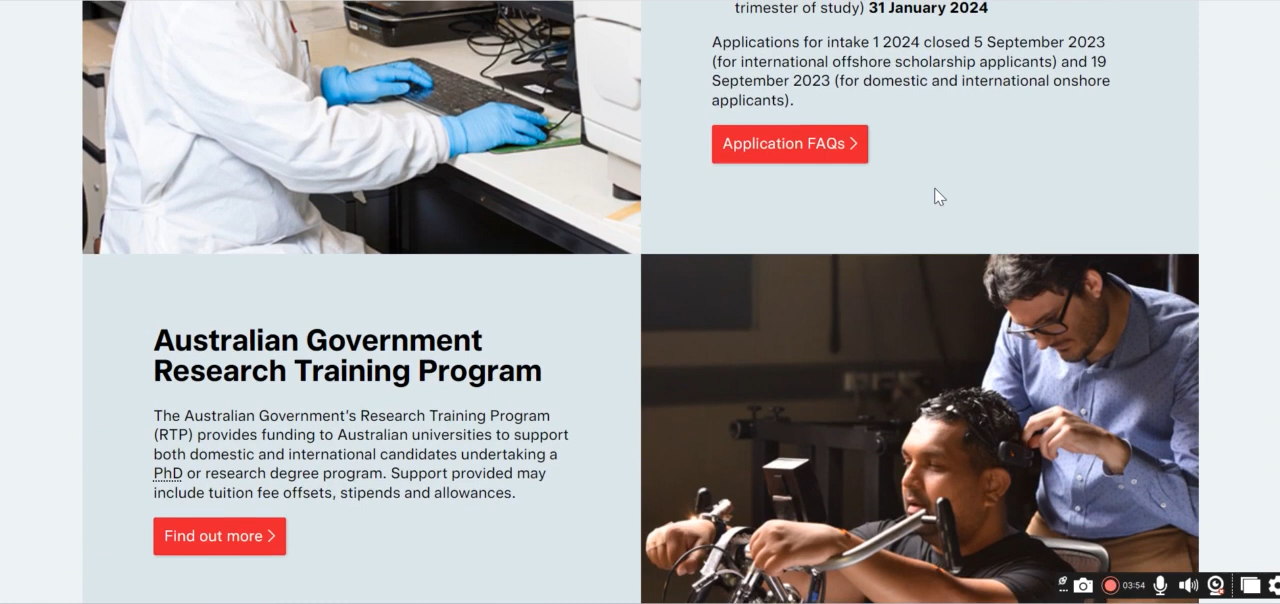 trimester of study) 31 January 2024
Applications for intake 1 2024 closed 5 September 2023
(for international offshore scholarship applicants) and 19
September 2023 (for domestic and international onshore
applicants).
Application FAQs
Australian Government
Research Training Program
The Australian Government's Research Training Program
(RTP) provides funding to Australian universities to support
both domestic and international candidates undertaking a
PhD or research degree program. Support provided may
include tuition fee offsets, stipends and allowances.
Find out more
03:54